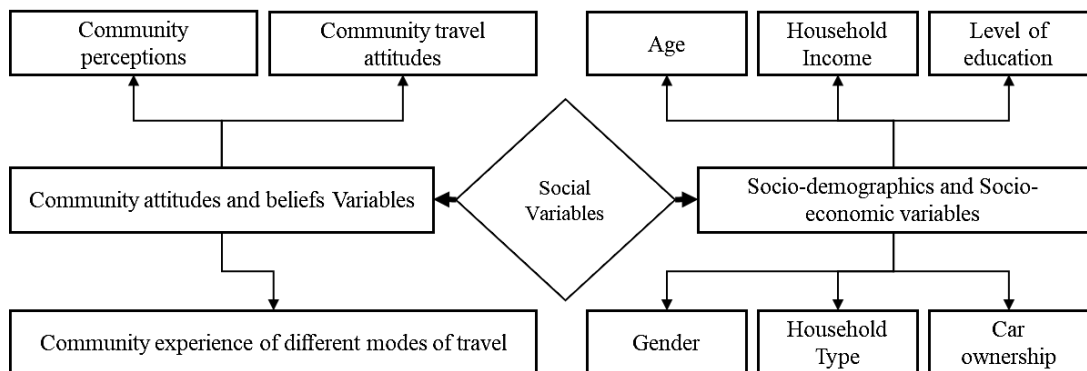 Community
perceptions
Community travel
attitudes
Age
Household
Income
Level of
education
Community attitudes and beliefs Variables
Social
Variables
Socio-demographics and Socio-
economic variables
Community experience of different modes of travel
Gender
Household
Type
Car
ownership